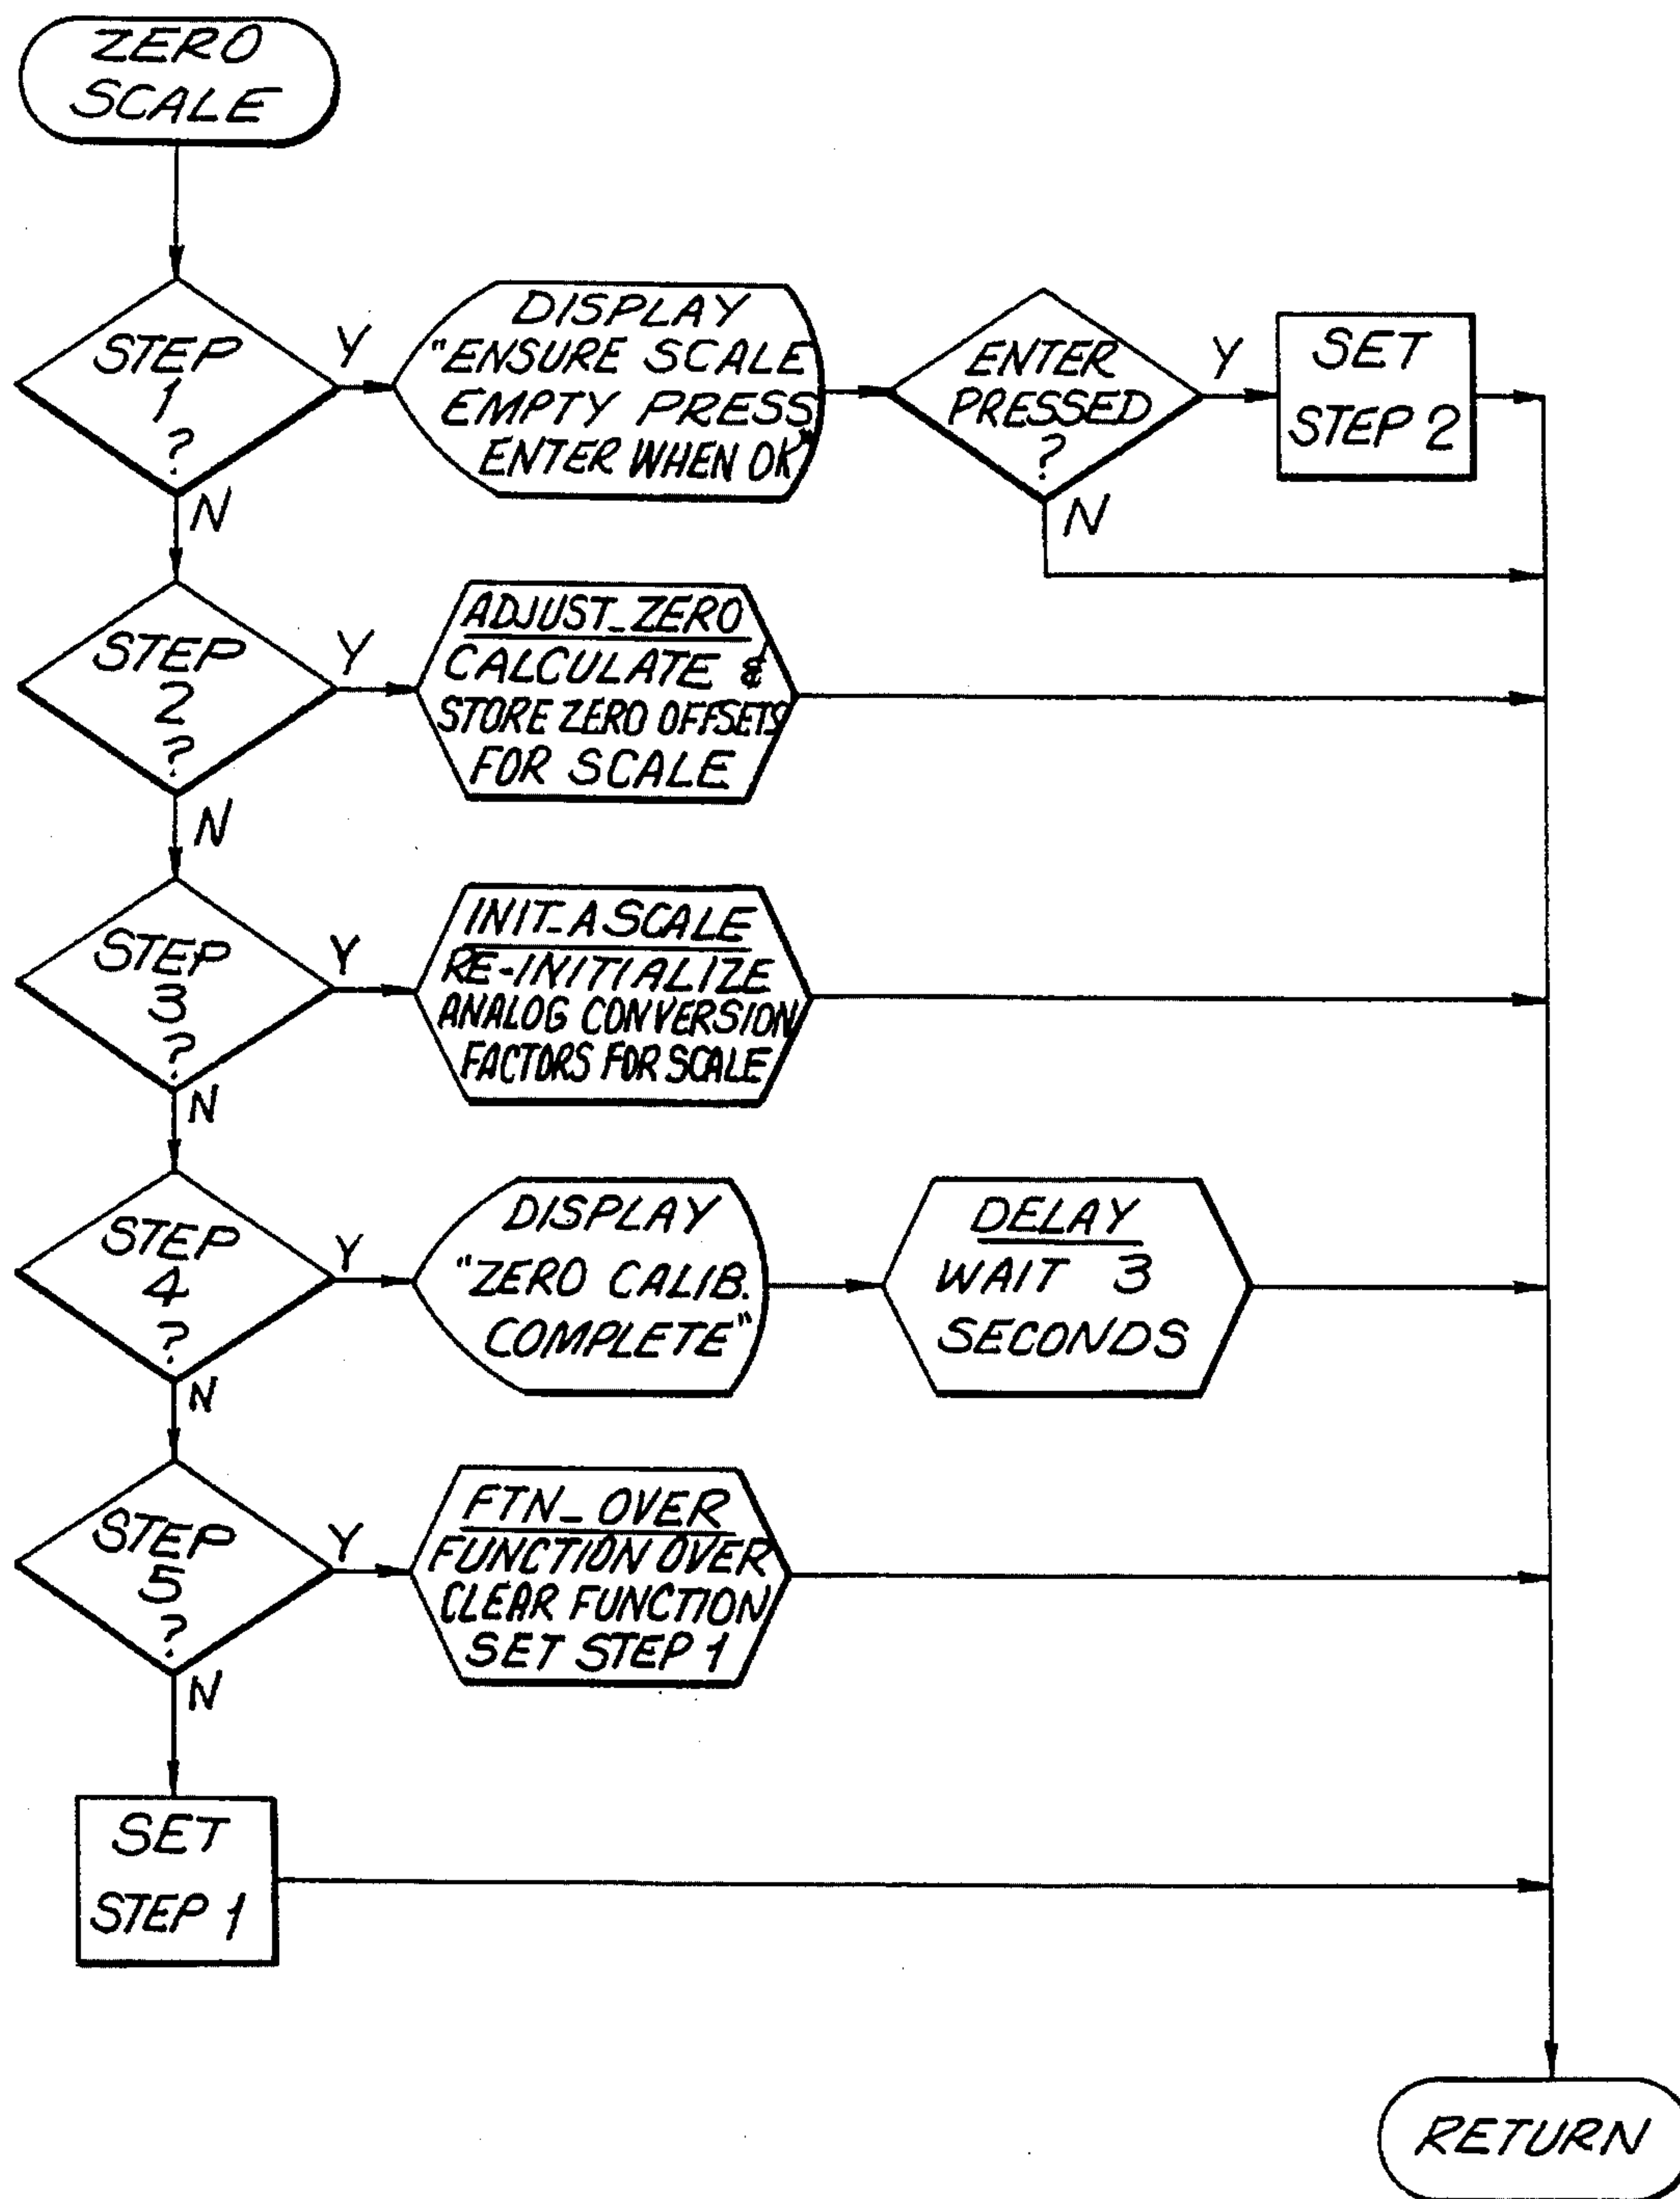 ZERO
SCALE
STEP
1
?
Y
N
DISPLAY
"ENSURE SCALE
EMPTY PRESS
ENTER WHEN OK"
ENTER
PRESSED
?
Y
N
SET
STEP 2
STEP
2
?
Y
N
ADJUST_ZERO
CALCULATE &
STORE ZERO OFFSETS
FOR SCALE
STEP
3
?
Y
N
INIT_ASCALE
RE-INITIALIZE
ANALOG CONVERSION
FACTORS FOR SCALE
STEP
4
?
Y
N
DISPLAY
"ZERO CALIB.
COMPLETE"
DELAY
WAIT 3
SECONDS
STEP
5
?
Y
N
FTN_OVER
FUNCTION OVER
CLEAR FUNCTION
SET STEP 1
SET
STEP 1
RETURN